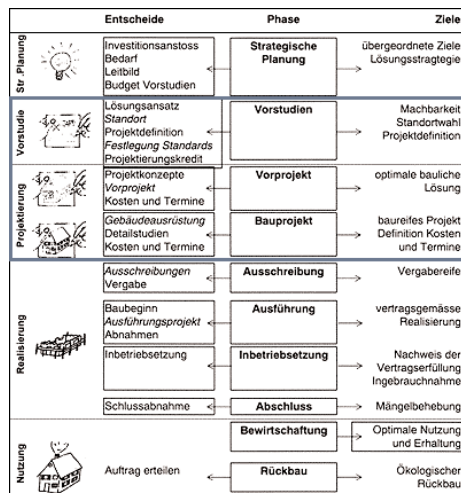 Entscheide Phase Ziele
Str .Planung
Investitionsanstoss
Bedarf
Leitbild
Budget Vorstudien
Strategische
Planung
übergeordnete Ziele
Lösungsstragtegie
Vorstudie
Lösungsansatz
Standort
Projektdefinition
Festlegung Standards
Projektierungskredit
Vorstudien
Machbarkeit
Standortwahl
Projektdefinition
Projektierung
Projektkonzepte
Vorprojekt
Kosten und Termine
Vorprojekt
optimale bauliche
Lösung
Gebäudeausrüstung
Detailstudien
Kosten und Termine
Bauprojekt
baureifes Projekt
Definition Kosten
und Termine
Realisierung
Ausschreibungen
Vergabe
Ausschreibung
Vergabereife
Baubeginn
Ausführungsprojekt
Abnahmen
Ausführung
vertragsgemässe
Realisierung
Inbetriebsetzung
Inbetriebsetzung
Nachweis der
Vertragserfüllung
Ingebrauchnahme
Schlussabnahme
Abschluss
Mängelbehebung
Nutzung
Bewirtschaftung
Optimale Nutzung
und Erhaltung
Auftrag erteilen
Rückbau
Ökologischer
Rückbau